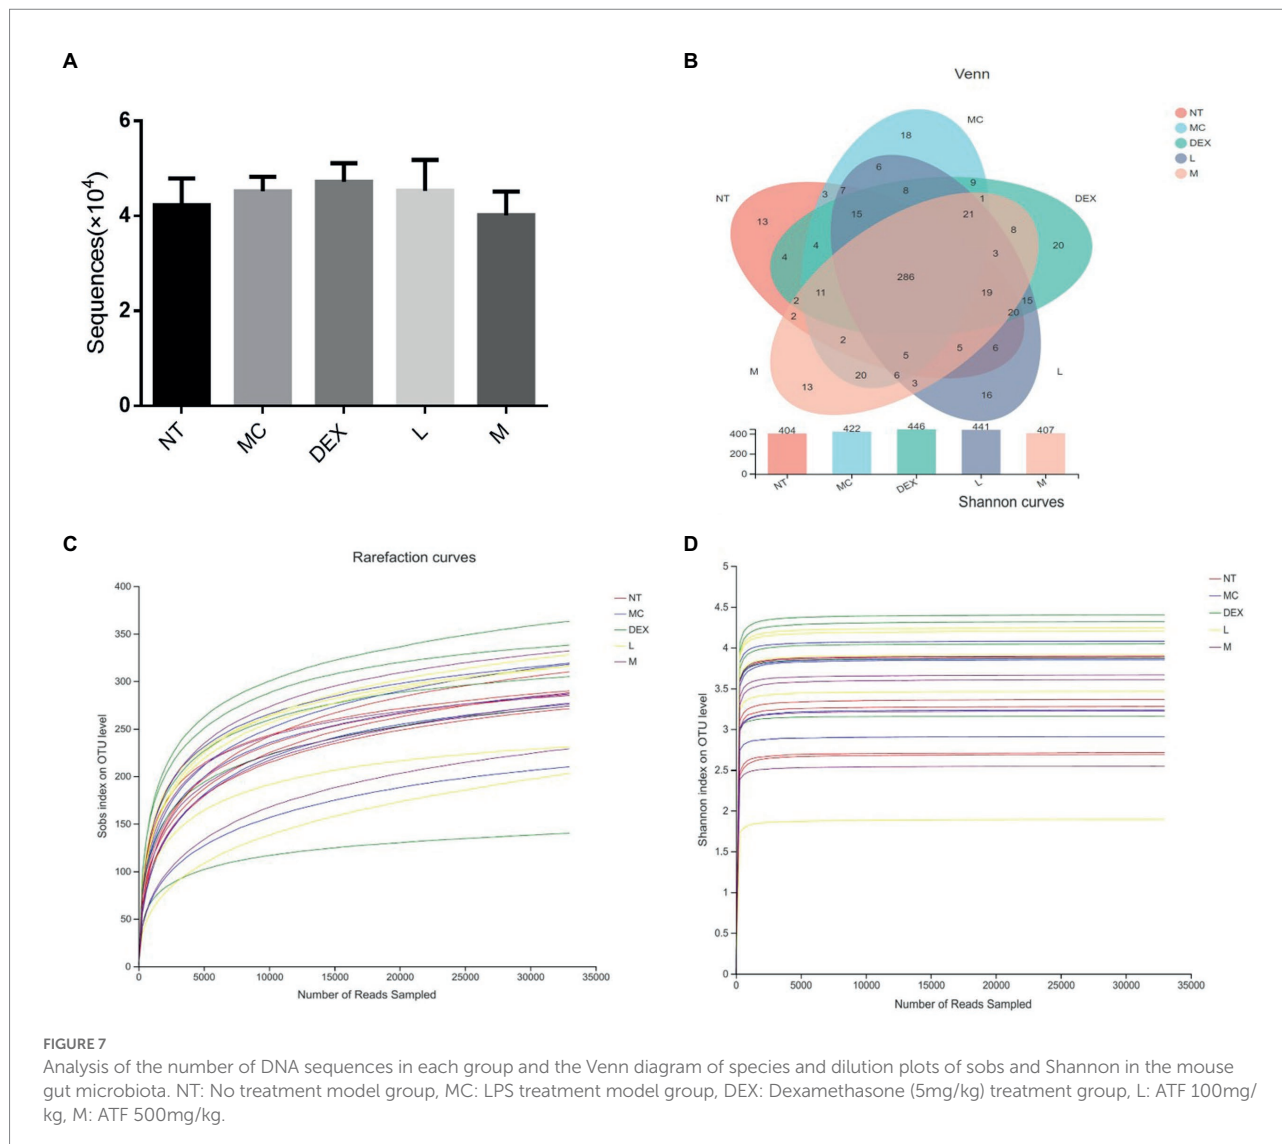 A
Sequences(×10⁴)
6
4
2
0
NT
MC
DEX
L
M
B
Venn
NT
MC
DEX
L
M
MC
NT
DEX
M
L
18
6
9
3
7
8
1
13
15
21
8
20
4
4
3
286
2
11
19
15
2
20
2
5
5
6
13
20
6
3
16
400
200
0
404
422
446
441
407
NT
MC
DEX
L
M
Shannon curves
C
Rarefaction curves
Sobs index on OTU level
400
350
300
250
200
150
100
50
0
0
5000
10000
15000
20000
25000
30000
35000
Number of Reads Sampled
NT
MC
DEX
L
M
D
Shannon index on OTU level
5
4.5
4
3.5
3
2.5
2
1.5
1
0.5
0
0
5000
10000
15000
20000
25000
30000
35000
Number of Reads Sampled
NT
MC
DEX
L
M
FIGURE 7
Analysis of the number of DNA sequences in each group and the Venn diagram of species and dilution plots of sobs and Shannon in the mouse
gut microbiota. NT: No treatment model group, MC: LPS treatment model group, DEX: Dexamethasone (5mg/kg) treatment group, L: ATF 100mg/
kg, M: ATF 500mg/kg.